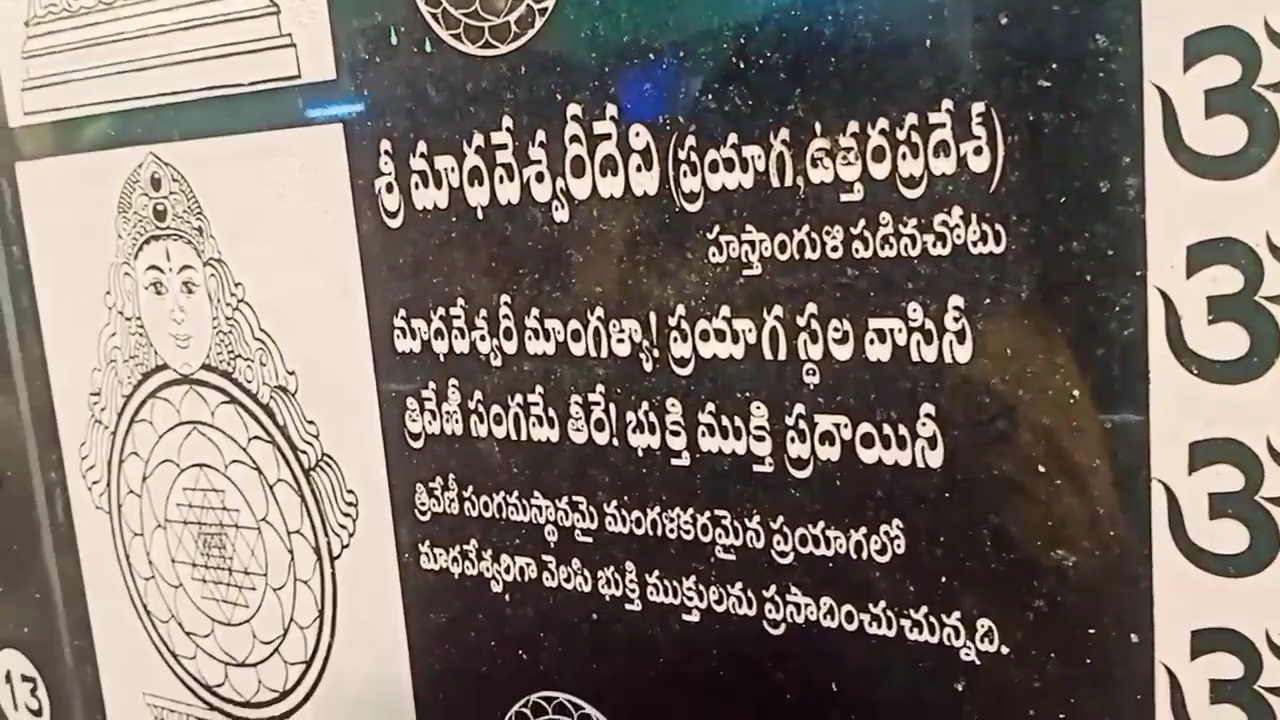 శ్రీ మాధవేశ్వరీదేవి (ప్రయాగ,ఉత్తరప్రదేశ్)
హస్తాంగుళి పడినచోటు
మాధవేశ్వరీ మాంగళ్యా! ప్రయాగ స్థల వాసినీ
త్రివేణీ సంగమే తీరే! భుక్తి ముక్తి ప్రదాయినీ
త్రివేణీ సంగమస్థానమై మంగళకరమైన ప్రయాగలో
మాధవేశ్వరిగా వెలసి భుక్తి ముక్తులను ప్రసాదించుచున్నది.
13